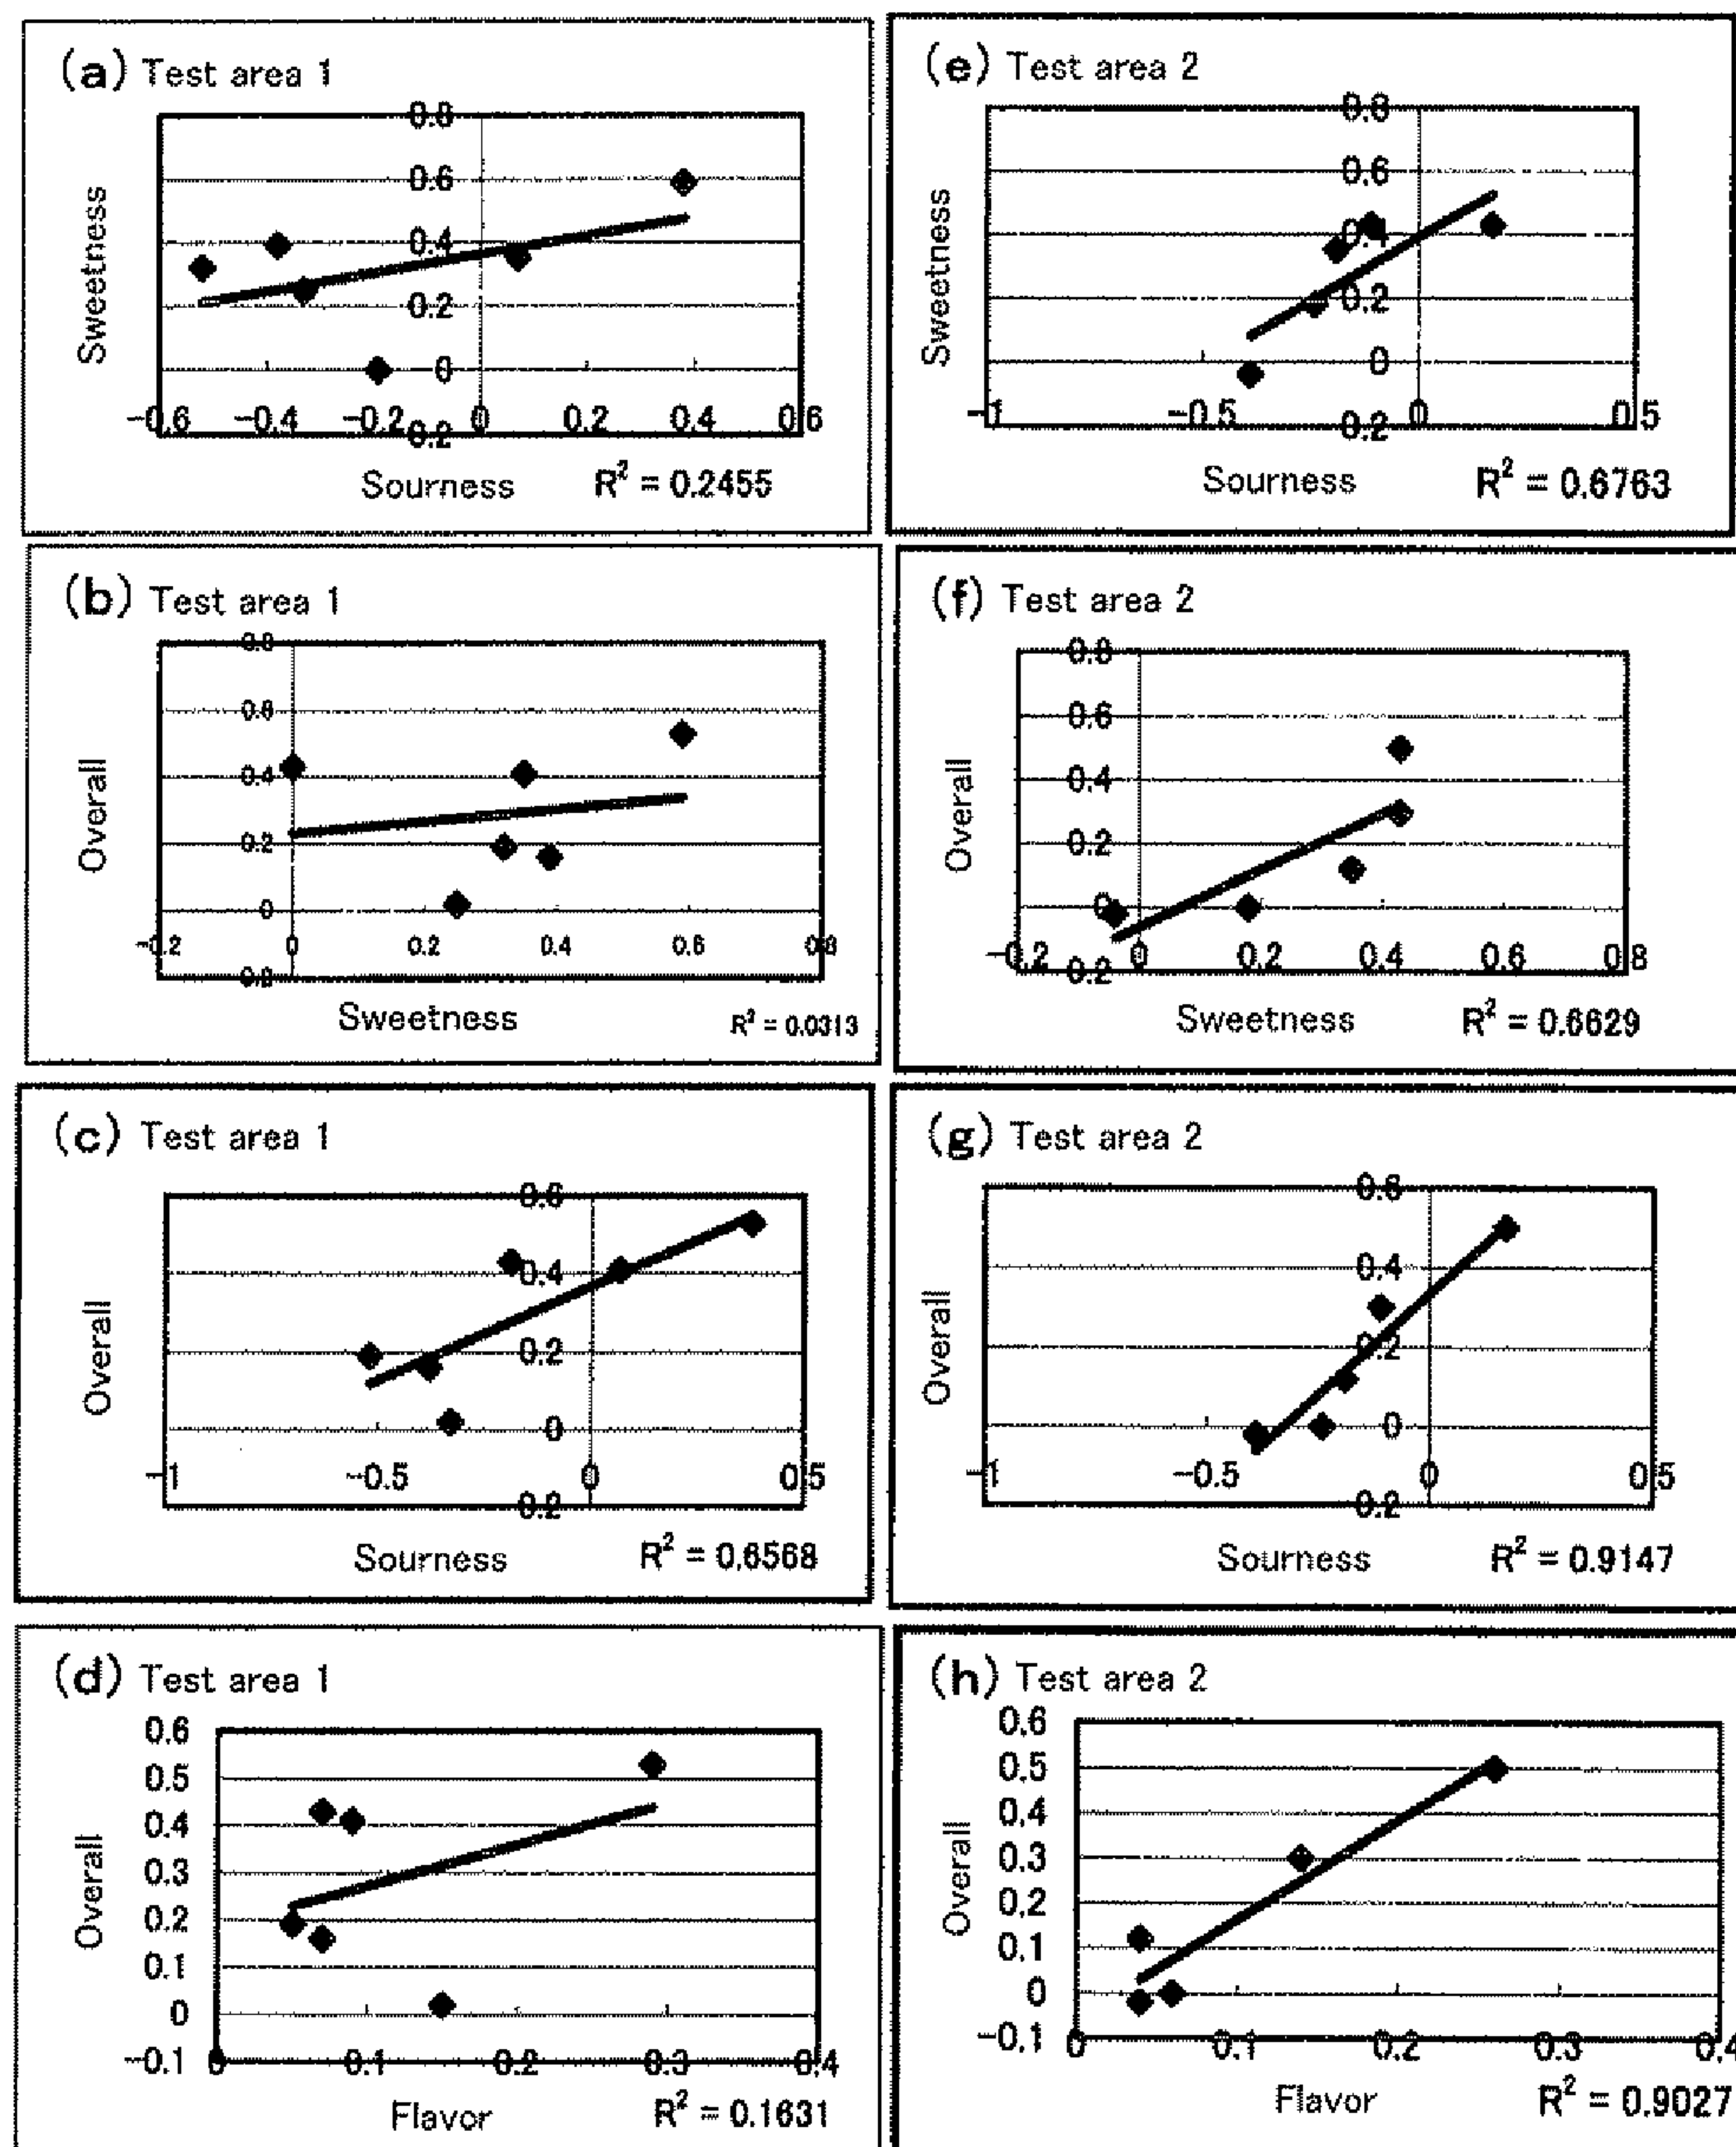 (a) Test area 1
0.8
0.6
0.4
0.2
0
-0.6 -0.4 -0.2 0 0.2 0.4 0.6
0.2
Sweetness
Sourness R² = 0.2455
(e) Test area 2
0.8
0.6
0.4
0.2
0
-1 -0.5 0 0.5
0.2
Sweetness
Sourness R² = 0.6763
(b) Test area 1
0.8
0.6
0.4
0.2
0
-0.2 0 0.2 0.4 0.6 0.8
Overall
Sweetness R² = 0.0313
(f) Test area 2
0.8
0.6
0.4
0.2
0
-0.2 0 0.2 0.4 0.6 0.8
0.2
Overall
Sweetness R² = 0.6629
(c) Test area 1
0.6
0.4
0.2
0
-1 -0.5 0 0.5
0.2
Overall
Sourness R² = 0.6568
(g) Test area 2
0.6
0.4
0.2
0
-1 -0.5 0 0.5
0.2
Overall
Sourness R² = 0.9147
(d) Test area 1
0.6
0.5
0.4
0.3
0.2
0.1
0
-0.1
0 0.1 0.2 0.3 0.4
Overall
Flavor R² = 0.1631
(h) Test area 2
0.6
0.5
0.4
0.3
0.2
0.1
0
-0.1
0 0.1 0.2 0.3 0.4
Overall
Flavor R² = 0.9027